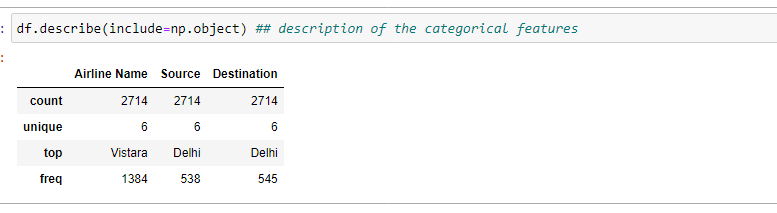 : df.describe(include=np.object) ## description of the categorical features
:
Airline Name Source Destination
count 2714 2714 2714
unique 6 6 6
top Vistara Delhi Delhi
freq 1384 538 545